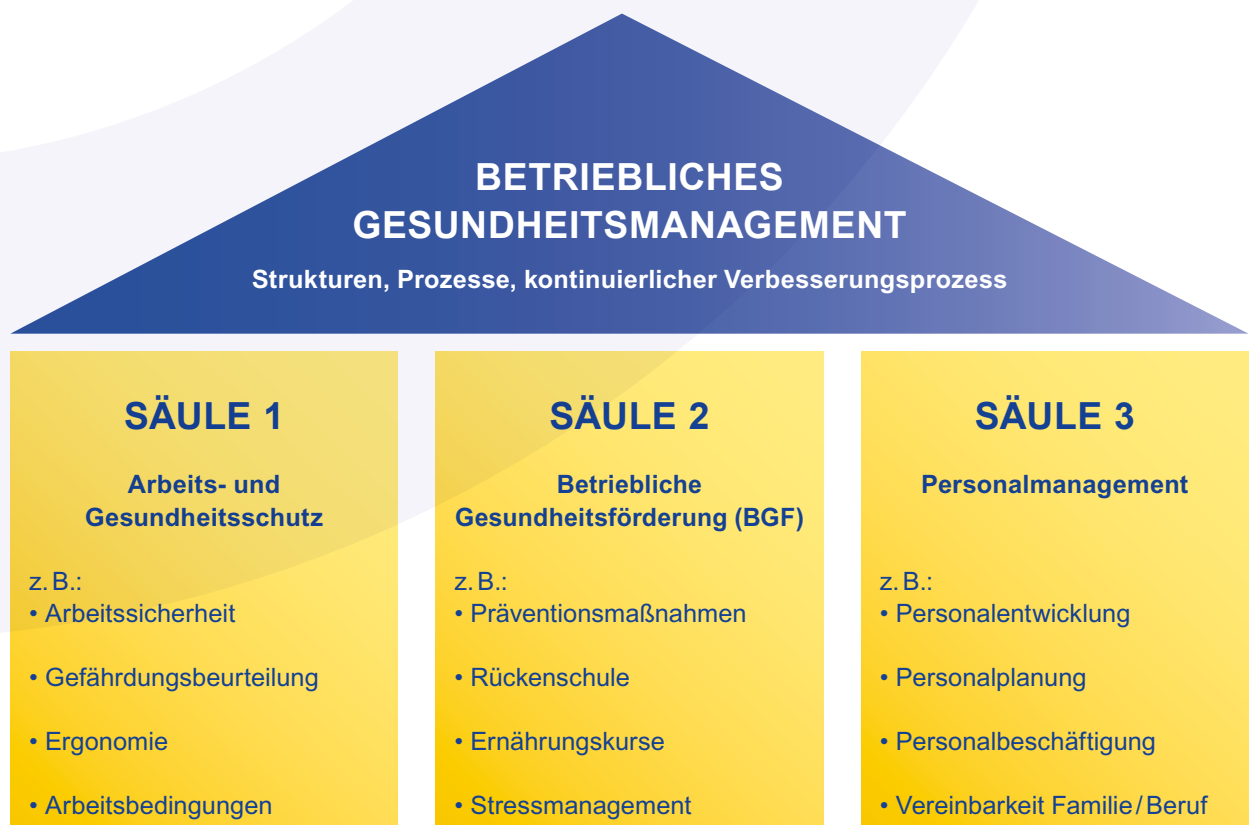 BETRIEBLICHES
GESUNDHEITSMANAGEMENT
Strukturen, Prozesse, kontinuierlicher Verbesserungsprozess
SÄULE 1
Arbeits- und
Gesundheitsschutz
z. B.:
• Arbeitssicherheit
• Gefährdungsbeurteilung
• Ergonomie
• Arbeitsbedingungen
SÄULE 2
Betriebliche
Gesundheitsförderung (BGF)
z. B.:
• Präventionsmaßnahmen
• Rückenschule
• Ernährungskurse
• Stressmanagement
SÄULE 3
Personalmanagement
z. B.:
• Personalentwicklung
• Personalplanung
• Personalbeschäftigung
• Vereinbarkeit Familie/Beruf